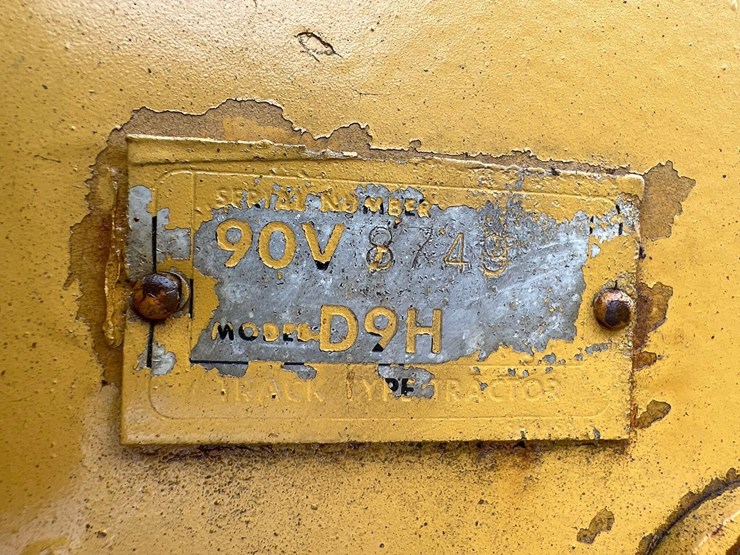 SERIAL NUMBER
90V 8749
MODEL D9H
TRACK TYPE TRACTOR